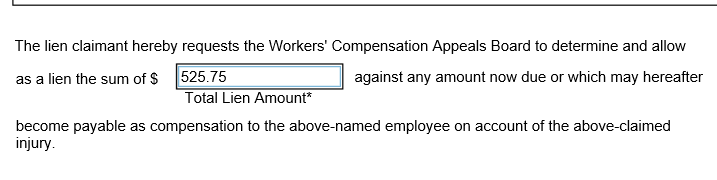 The lien claimant hereby requests the Workers' Compensation Appeals Board to determine and allow
as a lien the sum of $ 525.75 against any amount now due or which may hereafter
Total Lien Amount*
become payable as compensation to the above-named employee on account of the above-claimed
injury.